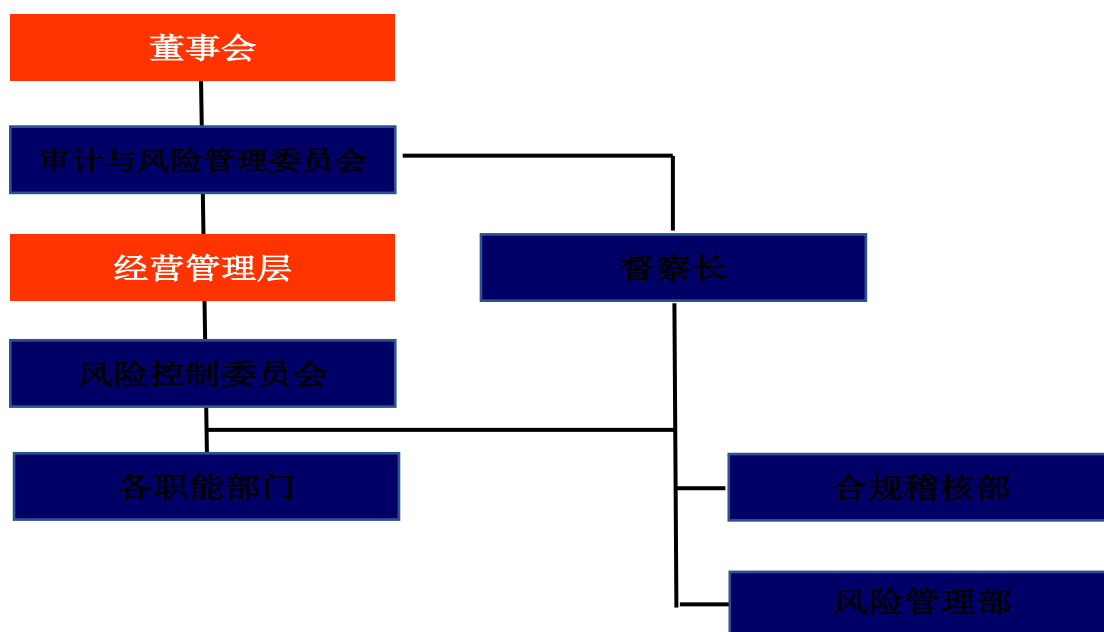 董事会
审计与风险管理委员会
经营管理层
督察长
风险控制委员会
各职能部门
合规稽核部
风险管理部